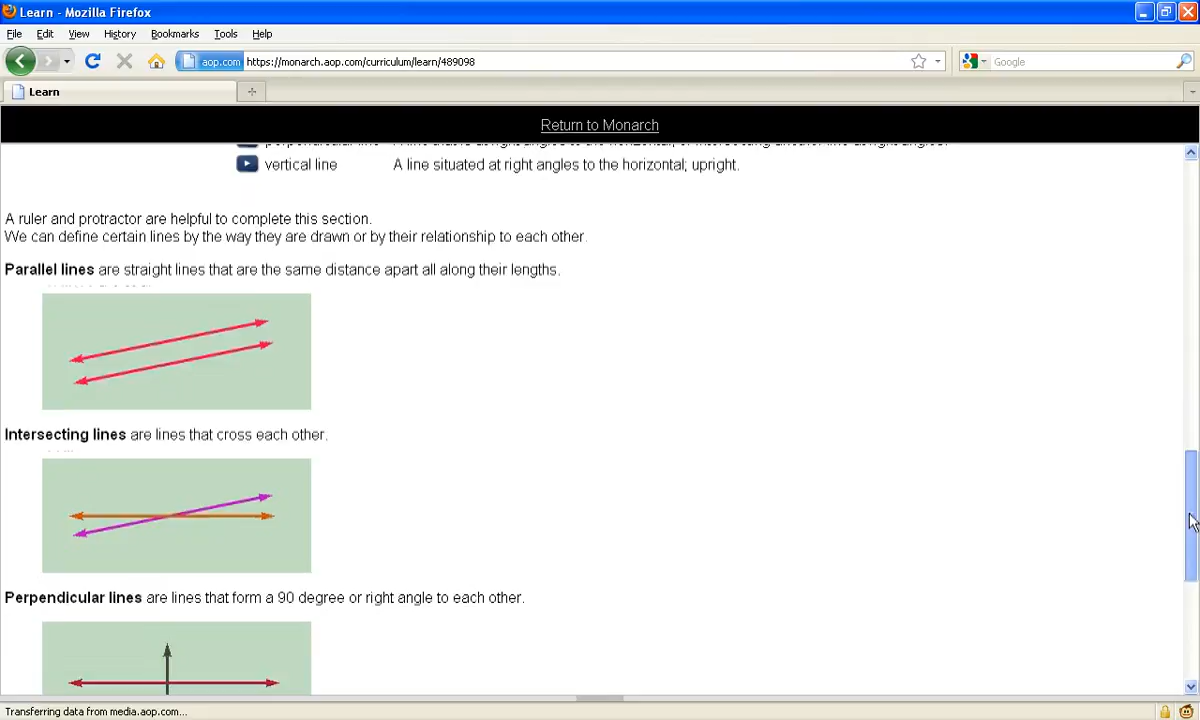 Learn - Mozilla Firefox
File Edit View History Bookmarks Tools Help
aop.com https://monarch.aop.com/curriculum/learn/489098
Google
Learn
Return to Monarch
vertical line A line situated at right angles to the horizontal; upright.
A ruler and protractor are helpful to complete this section.
We can define certain lines by the way they are drawn or by their relationship to each other.
Parallel lines are straight lines that are the same distance apart all along their lengths.
Intersecting lines are lines that cross each other.
Perpendicular lines are lines that form a 90 degree or right angle to each other.
Transferring data from media.aop.com...